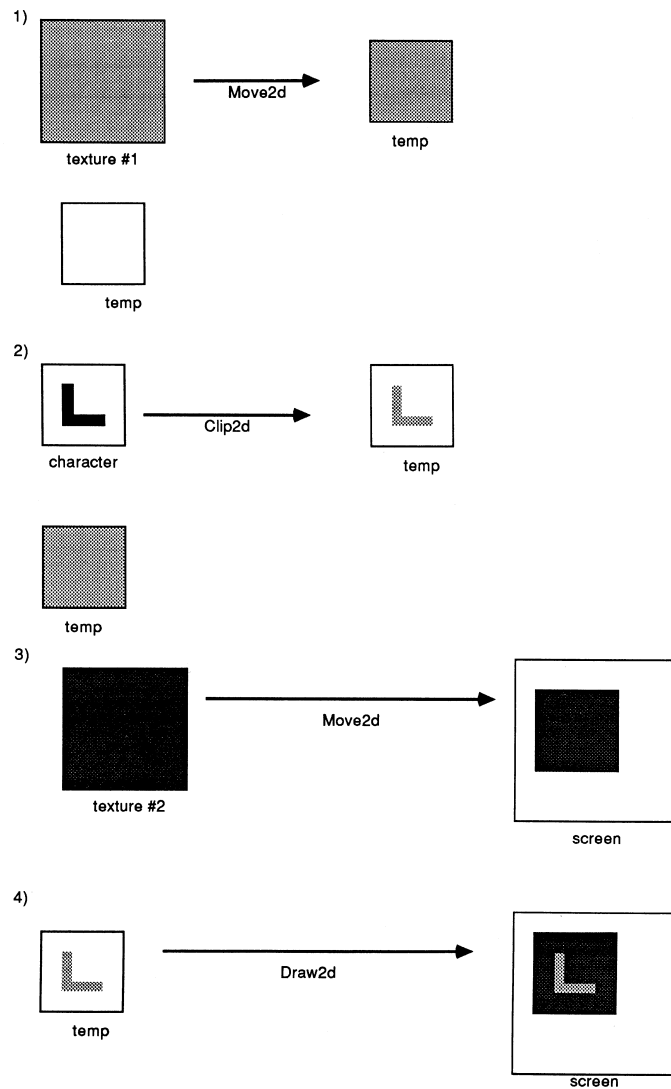 1)
Move2d
texture #1
temp
temp
2)
Clip2d
character
temp
temp
3)
Move2d
texture #2
screen
4)
Draw2d
temp
screen